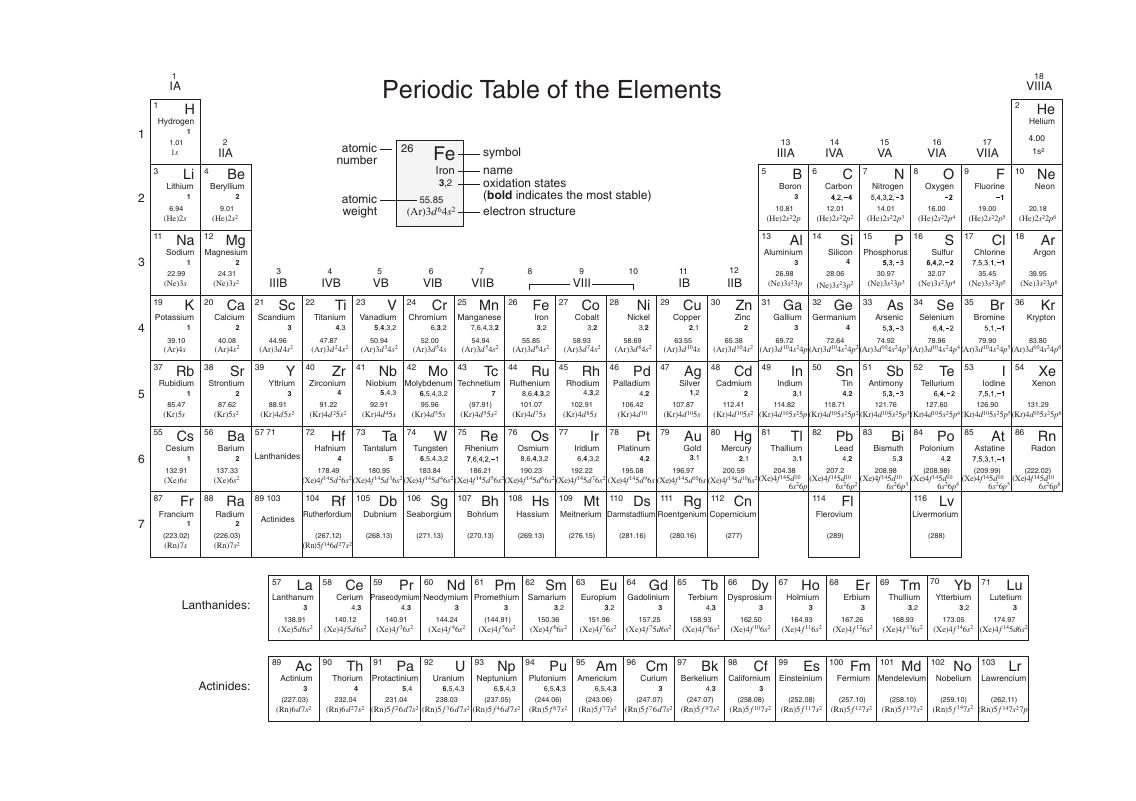 Periodic Table of the Elements
1 18
IA VIIIA
1 H 2 He
Hydrogen Helium
1
1.01 4.00
1s 1s²
1
2 13 14 15 16 17
IIA IIIA IVA VA VIA VIIA
atomic number
26 Fe symbol
Iron name
3,2 oxidation states
(bold indicates the most stable)
atomic weight
55.85
(Ar)3d⁶4s² electron structure
3 Li 4 Be 5 B 6 C 7 N 8 O 9 F 10 Ne
Lithium Beryllium Boron Carbon Nitrogen Oxygen Fluorine Neon
1 2 3 4,2,–4 5,4,3,2,–3 –2 –1
2
6.94 9.01 10.81 12.01 14.01 16.00 19.00 20.18
(He)2s (He)2s² (He)2s²2p (He)2s²2p² (He)2s²2p³ (He)2s²2p⁴ (He)2s²2p⁵ (He)2s²2p⁶
11 Na 12 Mg 13 Al 14 Si 15 P 16 S 17 Cl 18 Ar
Sodium Magnesium Aluminium Silicon Phosphorus Sulfur Chlorine Argon
1 2 3 4 5,3,–3 6,4,2,–2 7,5,3,1,–1
3
22.99 24.31 26.98 28.06 30.97 32.07 35.45 39.95
(Ne)3s (Ne)3s² (Ne)3s²3p (Ne)3s²3p² (Ne)3s²3p³ (Ne)3s²3p⁴ (Ne)3s²3p⁵ (Ne)3s²3p⁶
3 4 5 6 7 8 9 10 11 12
IIIB IVB VB VIB VIIB VIII IB IIB
19 K 20 Ca 21 Sc 22 Ti 23 V 24 Cr 25 Mn 26 Fe 27 Co 28 Ni 29 Cu 30 Zn 31 Ga 32 Ge 33 As 34 Se 35 Br 36 Kr
Potassium Calcium Scandium Titanium Vanadium Chromium Manganese Iron Cobalt Nickel Copper Zinc Gallium Germanium Arsenic Selenium Bromine Krypton
1 2 3 4,3 5,4,3,2 6,3,2 7,6,4,3,2 3,2 3,2 3,2 2,1 2 3 4 5,3,–3 6,4,–2 5,1,–1
4
39.10 40.08 44.96 47.87 50.94 52.00 54.94 55.85 58.93 58.69 63.55 65.38 69.72 72.64 74.92 78.96 79.90 83.80
(Ar)4s (Ar)4s² (Ar)3d¹4s² (Ar)3d²4s² (Ar)3d³4s² (Ar)3d⁵4s (Ar)3d⁵4s² (Ar)3d⁶4s² (Ar)3d⁷4s² (Ar)3d⁸4s² (Ar)3d¹⁰4s (Ar)3d¹⁰4s² (Ar)3d¹⁰4s²4p (Ar)3d¹⁰4s²4p² (Ar)3d¹⁰4s²4p³ (Ar)3d¹⁰4s²4p⁴ (Ar)3d¹⁰4s²4p⁵ (Ar)3d¹⁰4s²4p⁶
37 Rb 38 Sr 39 Y 40 Zr 41 Nb 42 Mo 43 Tc 44 Ru 45 Rh 46 Pd 47 Ag 48 Cd 49 In 50 Sn 51 Sb 52 Te 53 I 54 Xe
Rubidium Strontium Yttrium Zirconium Niobium Molybdenum Technetium Ruthenium Rhodium Palladium Silver Cadmium Indium Tin Antimony Tellurium Iodine Xenon
1 2 3 4 5,4,3 6,5,4,3,2 7 8,6,4,3,2 4,3,2 4,2 1,2 2 3,1 4,2 5,3,–3 6,4,–2 7,5,1,–1
5
85.47 87.62 88.91 91.22 92.91 95.94 (97.91) 101.07 102.91 106.42 107.87 112.41 114.82 118.71 121.76 127.60 126.90 131.29
(Kr)5s (Kr)5s² (Kr)4d5s² (Kr)4d²5s² (Kr)4d⁴5s (Kr)4d⁵5s (Kr)4d⁵5s² (Kr)4d⁷5s (Kr)4d⁸5s (Kr)4d¹⁰ (Kr)4d¹⁰5s (Kr)4d¹⁰5s² (Kr)4d¹⁰5s²5p (Kr)4d¹⁰5s²5p² (Kr)4d¹⁰5s²5p³ (Kr)4d¹⁰5s²5p⁴ (Kr)4d¹⁰5s²5p⁵ (Kr)4d¹⁰5s²5p⁶
55 Cs 56 Ba 57 71 72 Hf 73 Ta 74 W 75 Re 76 Os 77 Ir 78 Pt 79 Au 80 Hg 81 Tl 82 Pb 83 Bi 84 Po 85 At 86 Rn
Cesium Barium Lanthanides Hafnium Tantalum Tungsten Rhenium Osmium Iridium Platinum Gold Mercury Thallium Lead Bismuth Polonium Astatine Radon
1 2 4 5 6,5,4,3,2 7,6,4,2,–1 8,6,4,3,2 6,4,3,2 4,2 3,1 2,1 3,1 4,2 5,3 4,2 7,5,3,1,–1
6
132.91 137.33 178.49 180.95 183.84 186.21 190.23 192.22 195.08 196.97 200.59 204.38 207.2 208.98 (208.98) (209.99) (222.02)
(Xe)6s (Xe)6s² (Xe)4f¹⁴5d²6s² (Xe)4f¹⁴5d³6s² (Xe)4f¹⁴5d⁴6s² (Xe)4f¹⁴5d⁵6s² (Xe)4f¹⁴5d⁶6s² (Xe)4f¹⁴5d⁷6s² (Xe)4f¹⁴5d⁹6s (Xe)4f¹⁴5d¹⁰6s (Xe)4f¹⁴5d¹⁰6s² (Xe)4f¹⁴5d¹⁰6s²6p (Xe)4f¹⁴5d¹⁰6s²6p² (Xe)4f¹⁴5d¹⁰6s²6p³ (Xe)4f¹⁴5d¹⁰6s²6p⁴ (Xe)4f¹⁴5d¹⁰6s²6p⁵ (Xe)4f¹⁴5d¹⁰6s²6p⁶
87 Fr 88 Ra 89 103 104 Rf 105 Db 106 Sg 107 Bh 108 Hs 109 Mt 110 Ds 111 Rg 112 Cn 114 Fl 116 Lv
Francium Radium Actinides Rutherfordium Dubnium Seaborgium Bohrium Hassium Meitnerium Darmstadtium Roentgenium Copernicium Flerovium Livermorium
1 2 4
7
(223.02) (226.03) (267.12) (268.13) (271.13) (270.13) (269.13) (276.15) (281.16) (280.16) (277) (289) (288)
(Rn)7s (Rn)7s² (Rn)5f¹⁴6d²7s²
Lanthanides:
57 La 58 Ce 59 Pr 60 Nd 61 Pm 62 Sm 63 Eu 64 Gd 65 Tb 66 Dy 67 Ho 68 Er 69 Tm 70 Yb 71 Lu
Lanthanum Cerium Praseodymium Neodymium Promethium Samarium Europium Gadolinium Terbium Dysprosium Holmium Erbium Thullium Ytterbium Lutetium
3 4,3 4,3 3 3 3,2 3,2 3 4,3 3 3 3 3,2 3,2 3
138.91 140.12 140.91 144.24 (144.91) 150.36 151.96 157.25 158.93 162.50 164.93 167.26 168.93 173.05 174.97
(Xe)5d6s² (Xe)4f5d6s² (Xe)4f³6s² (Xe)4f⁴6s² (Xe)4f⁵6s² (Xe)4f⁶6s² (Xe)4f⁷6s² (Xe)4f⁷5d6s² (Xe)4f⁹6s² (Xe)4f¹⁰6s² (Xe)4f¹¹6s² (Xe)4f¹²6s² (Xe)4f¹³6s² (Xe)4f¹⁴6s² (Xe)4f¹⁴5d6s²
Actinides:
89 Ac 90 Th 91 Pa 92 U 93 Np 94 Pu 95 Am 96 Cm 97 Bk 98 Cf 99 Es 100 Fm 101 Md 102 No 103 Lr
Actinium Thorium Protactinium Uranium Neptunium Plutonium Americium Curium Berkelium Californium Einsteinium Fermium Mendelevium Nobelium Lawrencium
3 4 5,4 6,5,4,3 6,5,4,3 6,5,4,3 6,5,4,3 3 4,3 3
(227.03) 232.04 231.04 238.03 (237.05) (244.06) (243.06) (247.07) (247.07) (258.08) (252.08) (257.10) (258.10) (259.10) (262.11)
(Rn)6d7s² (Rn)6d²7s² (Rn)5f²6d7s² (Rn)5f³6d7s² (Rn)5f⁴6d7s² (Rn)5f⁶7s² (Rn)5f⁷7s² (Rn)5f⁷6d7s² (Rn)5f⁹7s² (Rn)5f¹⁰7s² (Rn)5f¹¹7s² (Rn)5f¹²7s² (Rn)5f¹³7s² (Rn)5f¹⁴7s² (Rn)5f¹⁴7s²7p